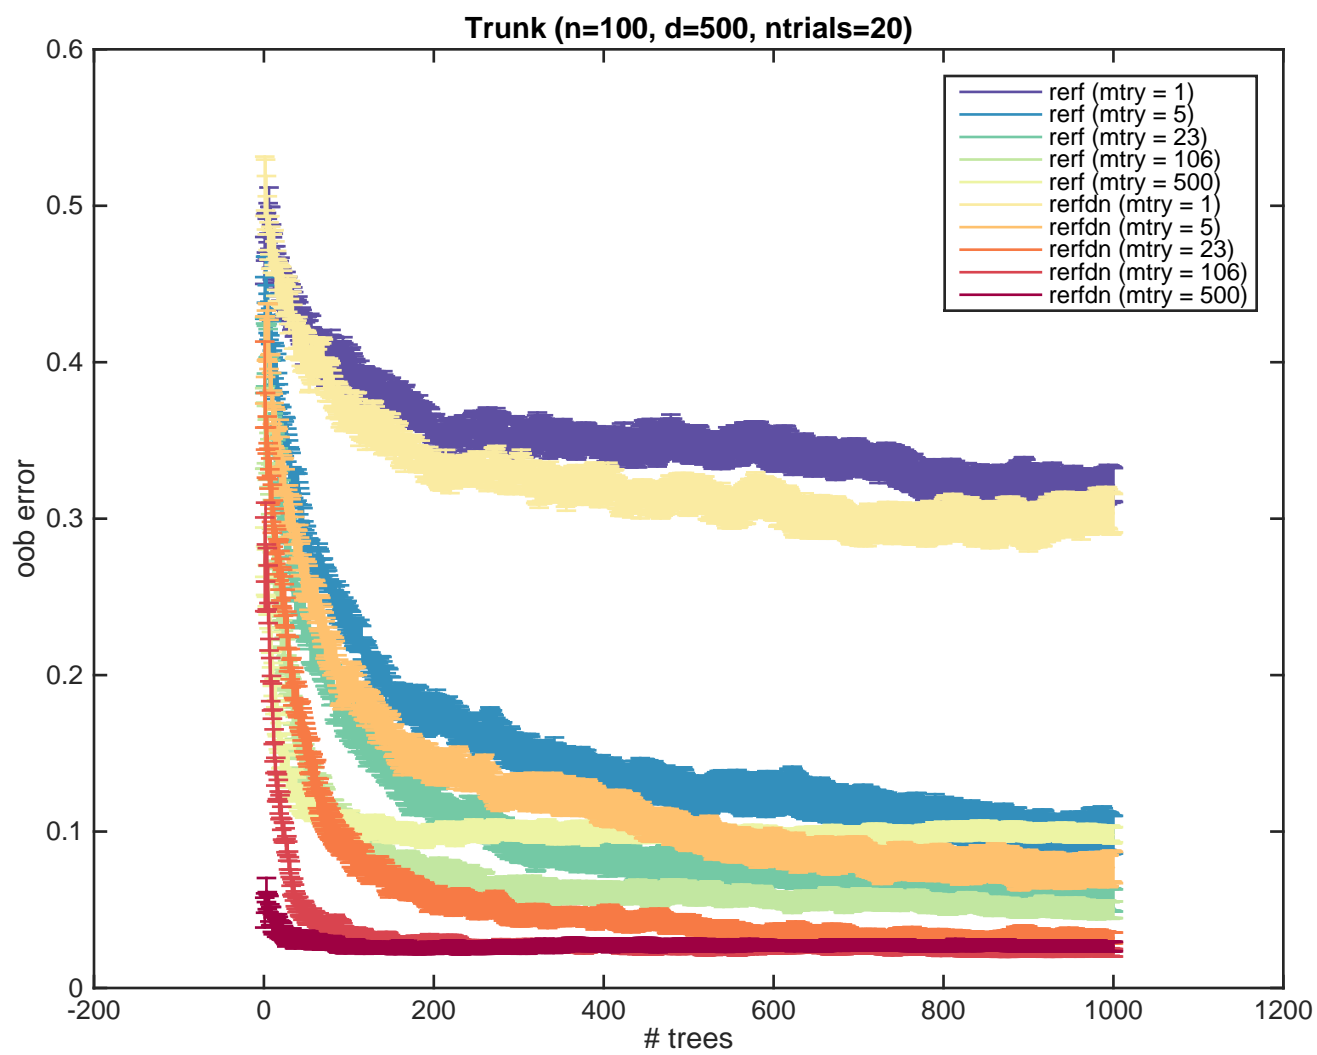 Trunk (n=100, d=500, ntrials=20)
0.6
0.5
0.4
0.3
0.2
0.1
0
oob error
rerf (mtry = 1)
rerf (mtry = 5)
rerf (mtry = 23)
rerf (mtry = 106)
rerf (mtry = 500)
rerfdn (mtry = 1)
rerfdn (mtry = 5)
rerfdn (mtry = 23)
rerfdn (mtry = 106)
rerfdn (mtry = 500)
-200 0 200 400 600 800 1000 1200
# trees